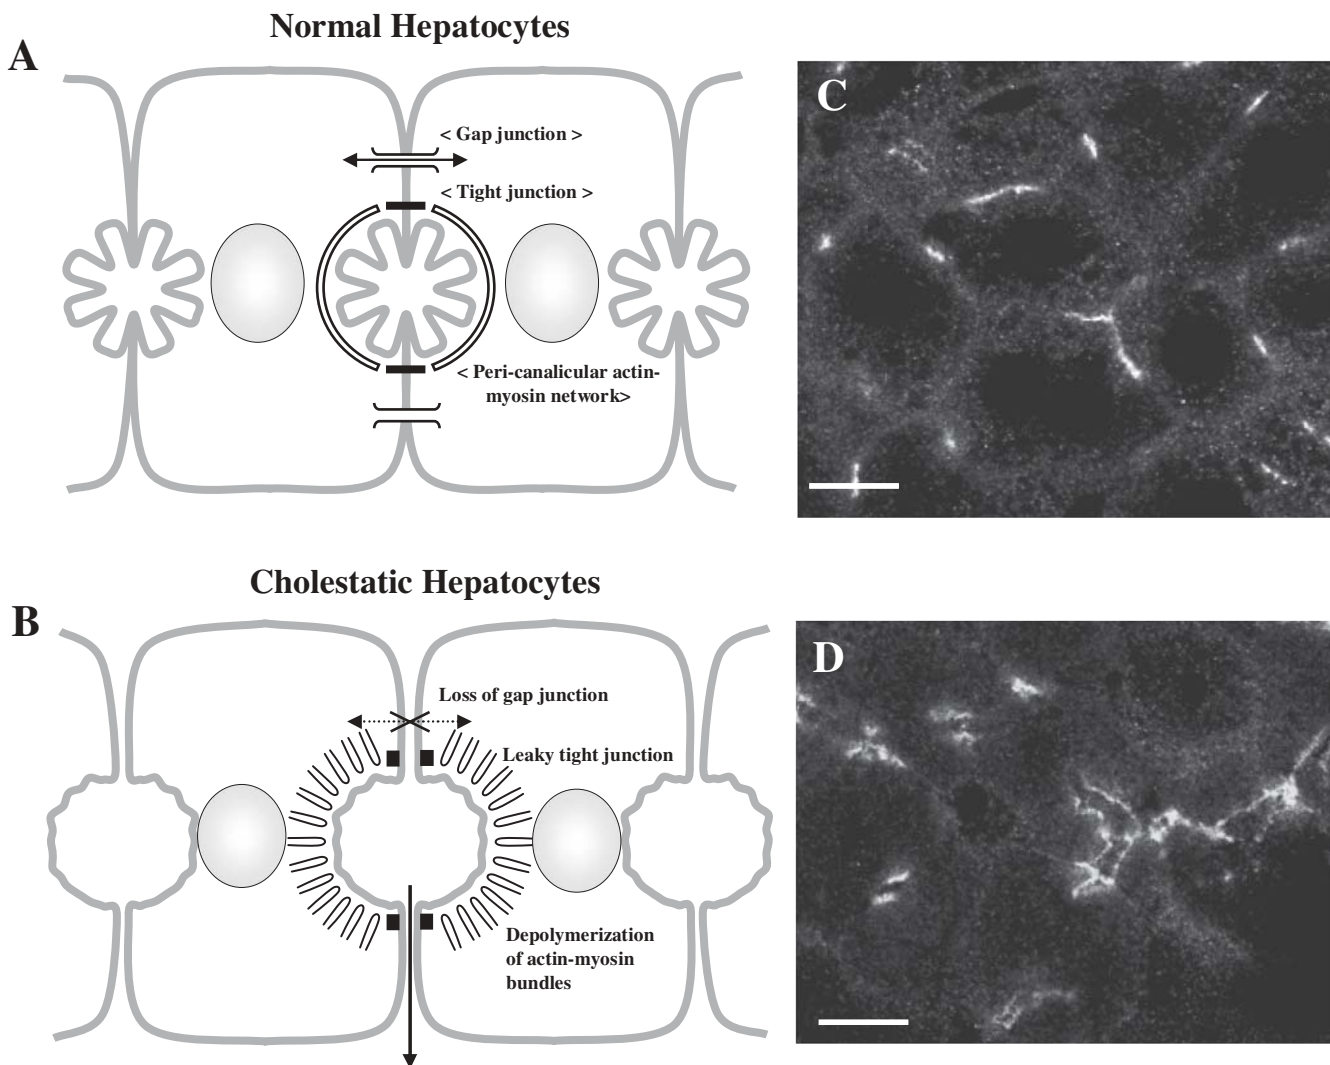 Normal Hepatocytes
A
< Gap junction >
< Tight junction >
< Peri-canalicular actin-
myosin network>
C
Cholestatic Hepatocytes
B
Loss of gap junction
Leaky tight junction
Depolymerization
of actin-myosin
bundles
D